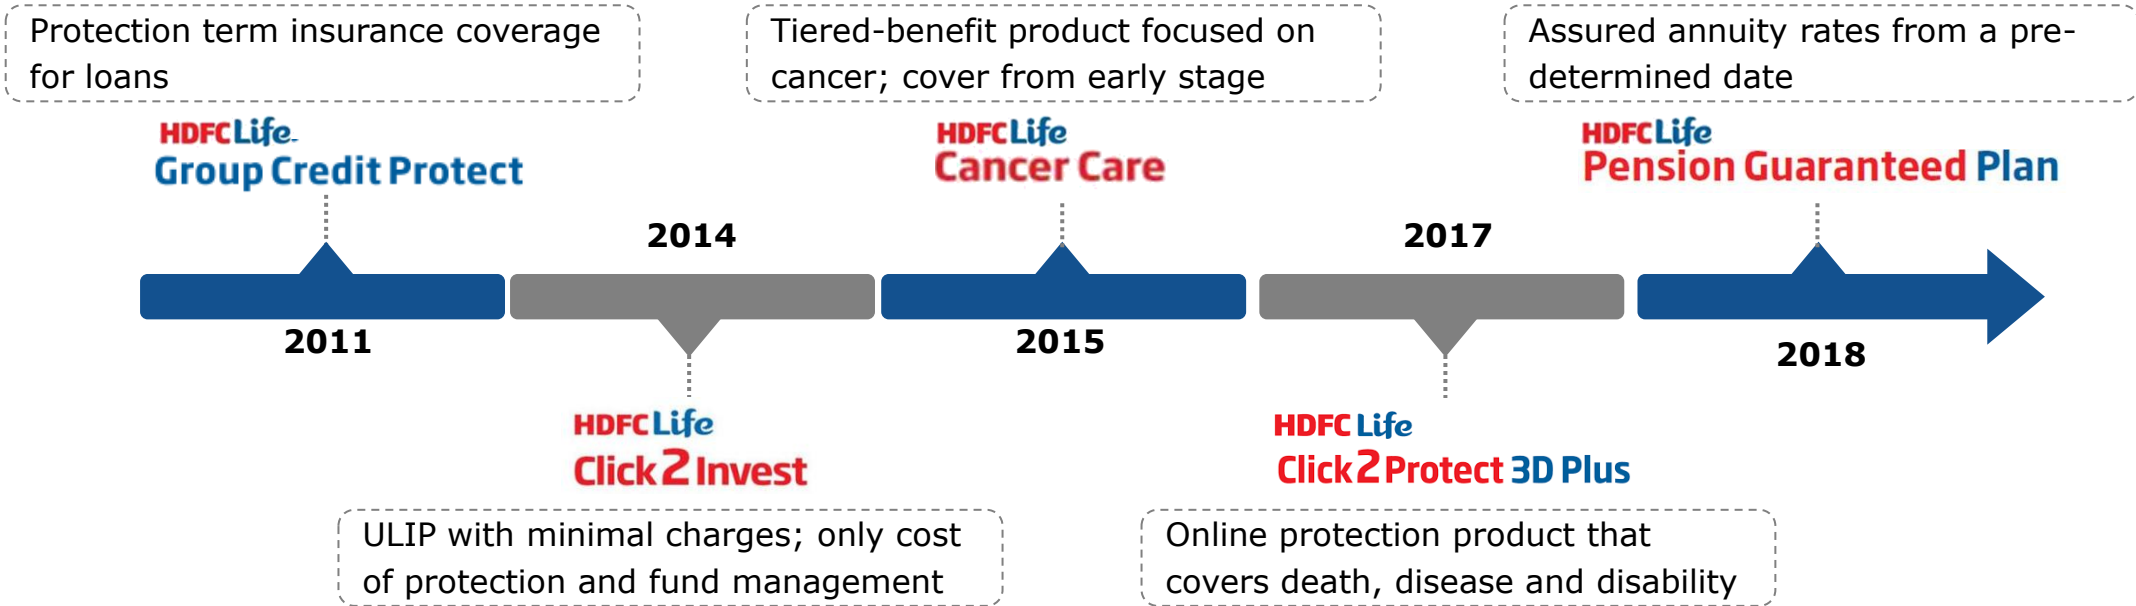 Protection term insurance coverage
for loans
Tiered-benefit product focused on
cancer; cover from early stage
Assured annuity rates from a pre-
determined date
HDFC Life
Group Credit Protect
HDFC Life
Cancer Care
HDFC Life
Pension Guaranteed Plan
2014
2017
2011
2015
2018
HDFC Life
Click 2 Invest
HDFC Life
Click 2 Protect 3D Plus
ULIP with minimal charges; only cost
of protection and fund management
Online protection product that
covers death, disease and disability